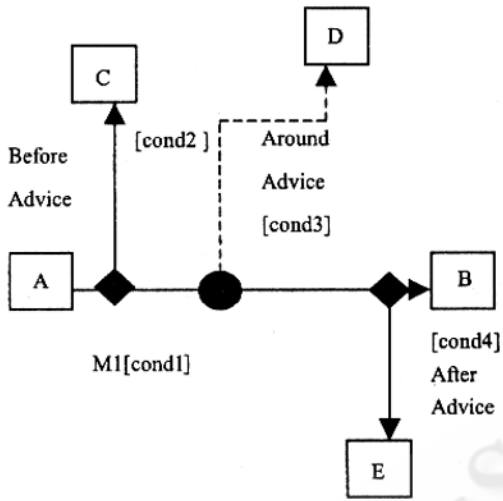 D
C
[cond2 ]
Around
Before
Advice
Advice
[cond3]
A
B
M1[cond1]
[cond4]
After
Advice
E